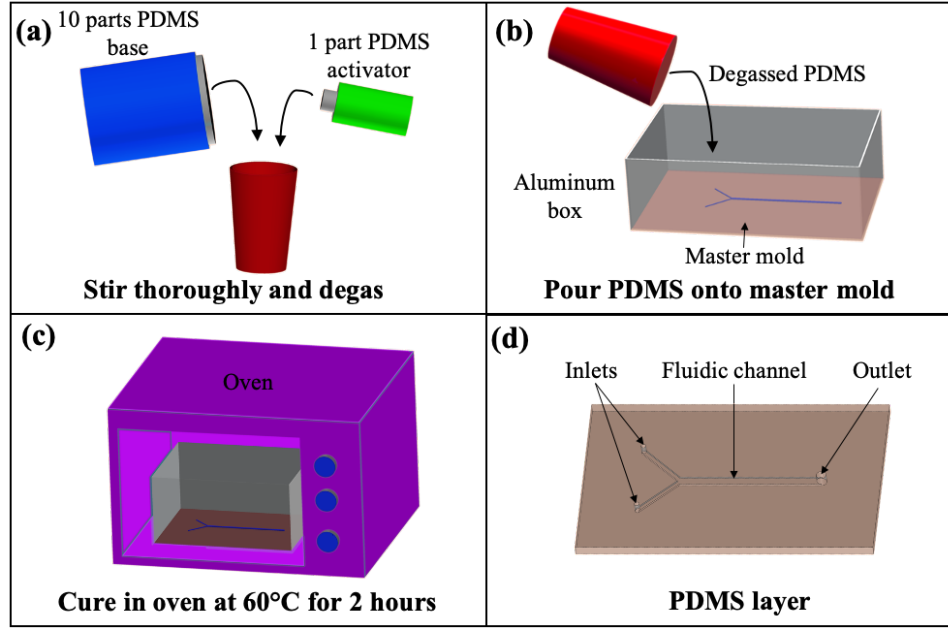 (a)
10 parts PDMS
base
1 part PDMS
activator
Stir thoroughly and degas
(b)
Degassed PDMS
Aluminum
box
Master mold
Pour PDMS onto master mold
(c)
Oven
Cure in oven at 60°C for 2 hours
(d)
Inlets
Fluidic channel
Outlet
PDMS layer